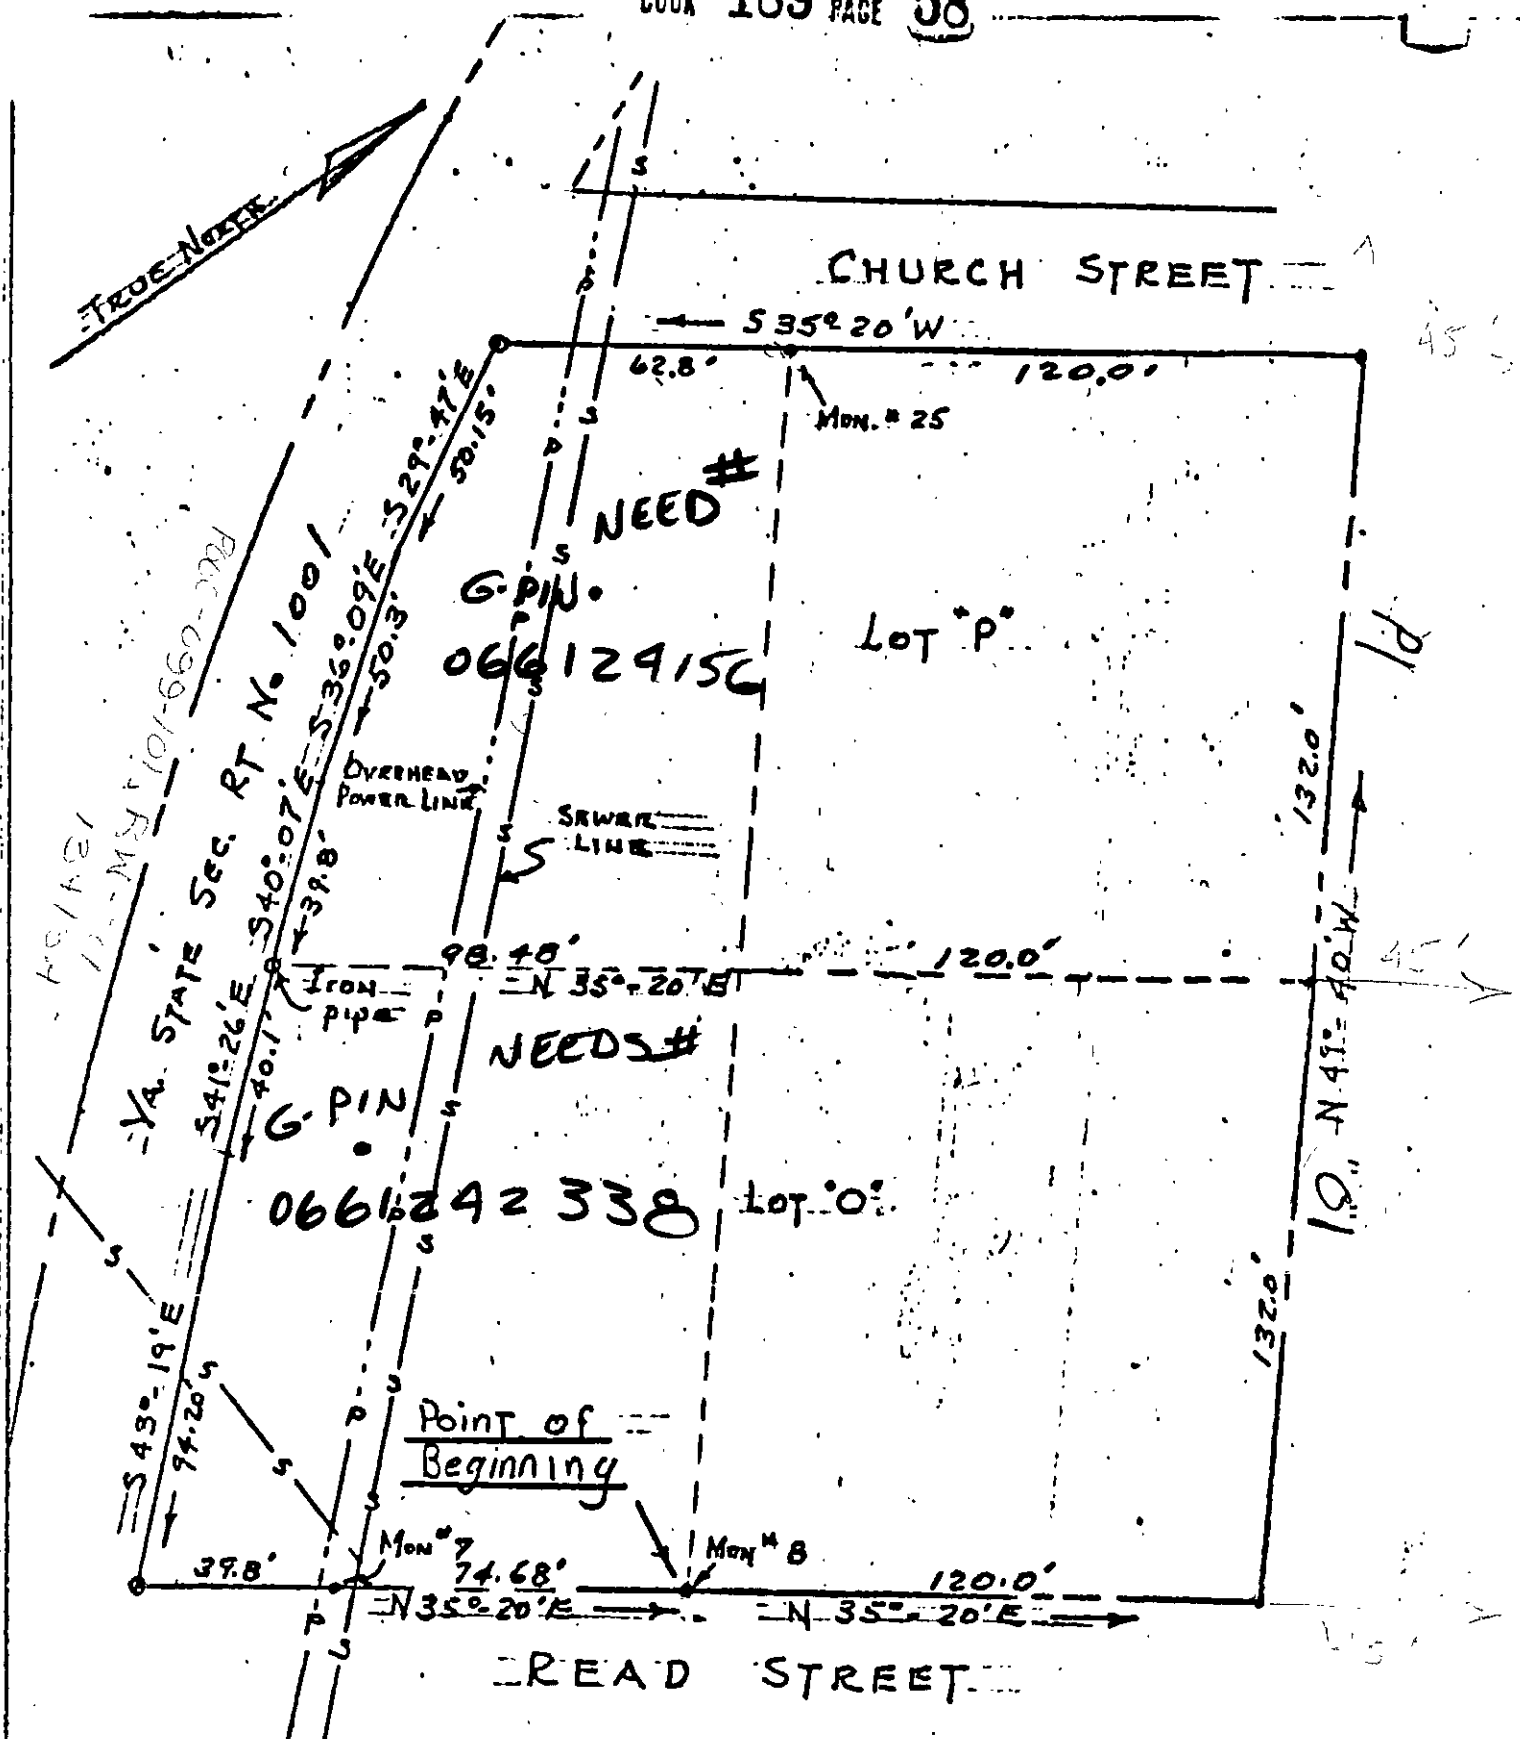 BOOK 189 PAGE 58
TRUE NORTH
CHURCH STREET
S 35° 20' W
62.8'
120.0'
MON. # 25
S 29°-47' E
50.15'
NEED #
G-PIN.
066124156
LOT "P"
S 36°-09' E
50.3'
VA. STATE SEC. RT. No. 1001
OVERHEAD
POWER LINE
SEWER
LINE
S 40°-07' E
39.8'
132.0'
98.48'
N 35°-20' E
120.0'
IRON
PIPE
N 49°-40' W
S 41°-26' E
40.1'
NEEDS #
G-PIN
0661242338
LOT "O"
132.0'
S 43°-19' E
94.20'
Point of
Beginning
39.8'
MON # 7
74.68'
N 35°-20' E
MON # 8
120.0'
N 35°-20' E
READ STREET
S
P